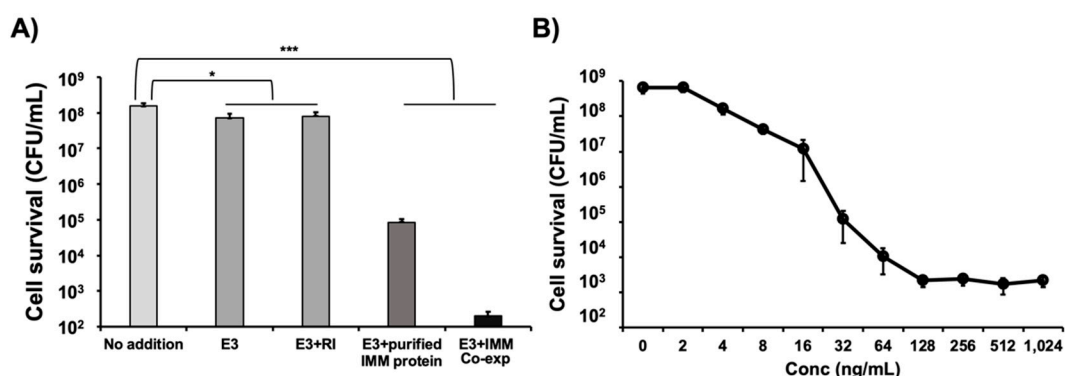 A)
***
*
Cell survival (CFU/mL)
10⁹
10⁸
10⁷
10⁶
10⁵
10⁴
10³
10²
No addition E3 E3+RI E3+purified IMM protein E3+IMM Co-exp
B)
Cell survival (CFU/mL)
10⁹
10⁸
10⁷
10⁶
10⁵
10⁴
10³
10²
0 2 4 8 16 32 64 128 256 512 1,024
Conc (ng/mL)